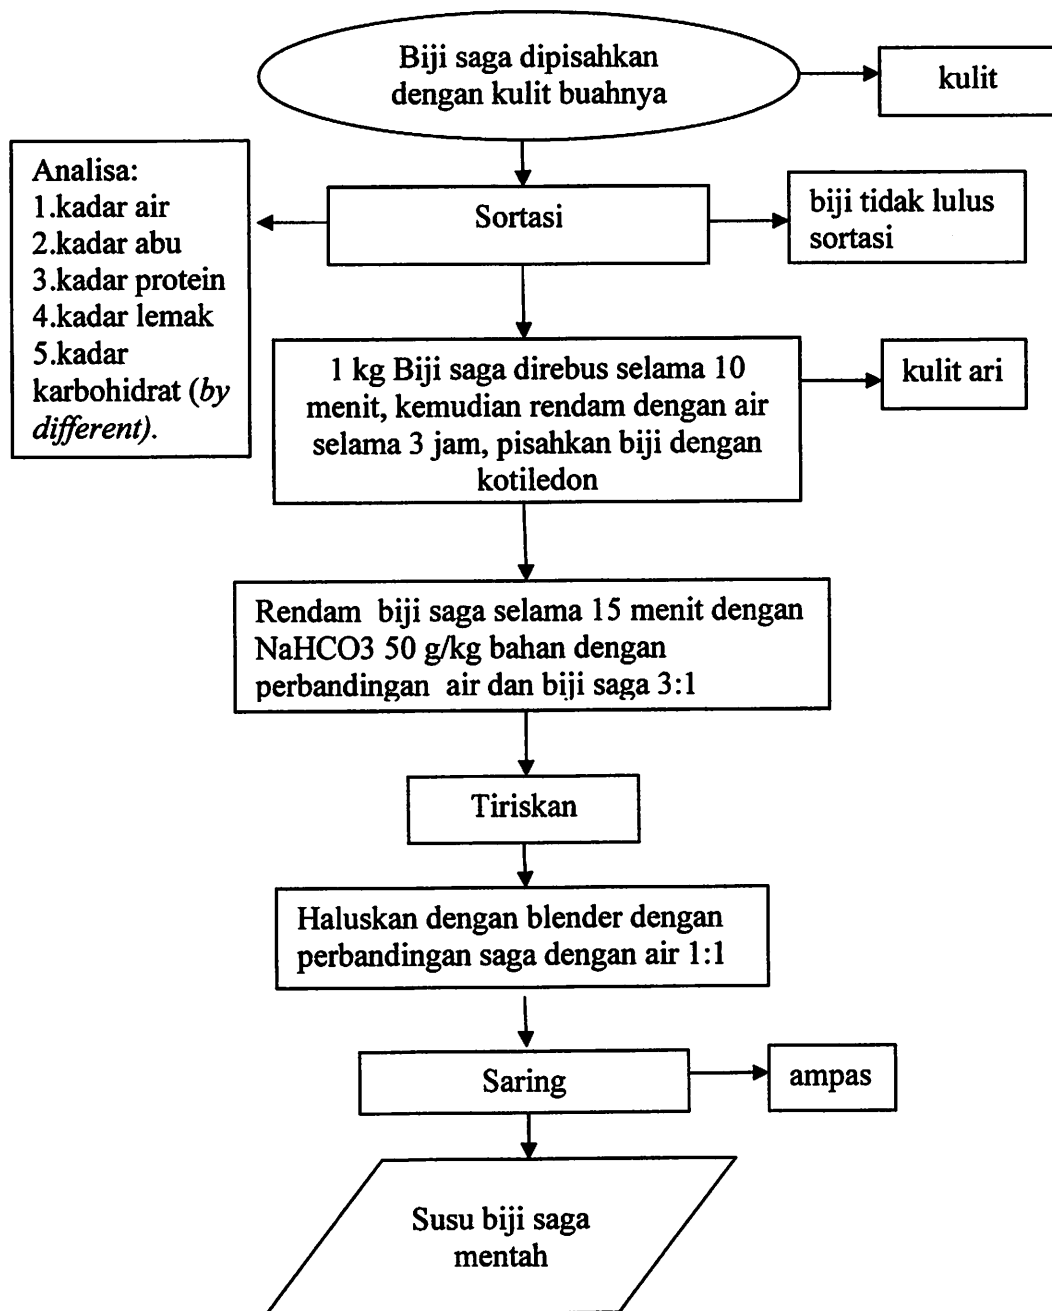 Biji saga dipisahkan
dengan kulit buahnya
kulit
Analisa:
1.kadar air
2.kadar abu
3.kadar protein
4.kadar lemak
5.kadar
karbohidrat (by
different).
Sortasi
biji tidak lulus
sortasi
1 kg Biji saga direbus selama 10
menit, kemudian rendam dengan air
selama 3 jam, pisahkan biji dengan
kotiledon
kulit ari
Rendam biji saga selama 15 menit dengan
NaHCO3 50 g/kg bahan dengan
perbandingan air dan biji saga 3:1
Tiriskan
Haluskan dengan blender dengan
perbandingan saga dengan air 1:1
Saring
ampas
Susu biji saga
mentah